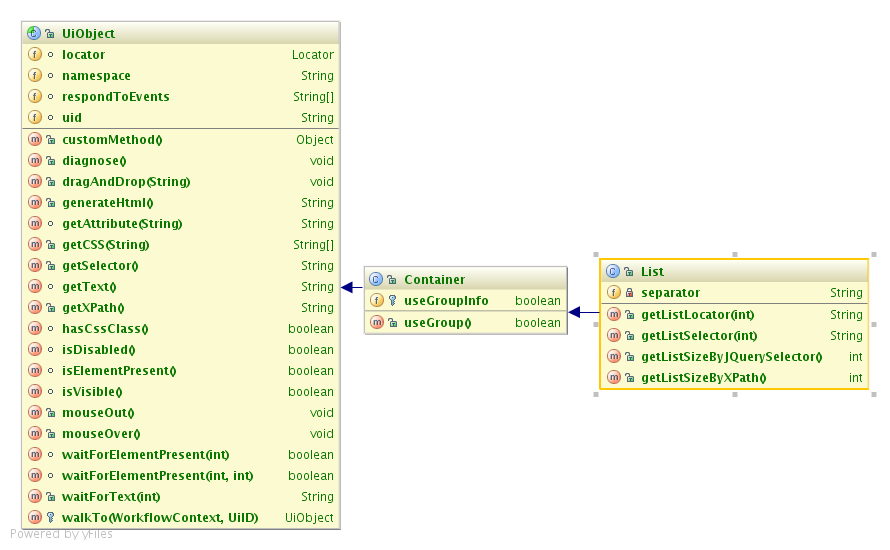 UiObject
locator Locator
namespace String
respondToEvents String[]
uid String
customMethod() Object
diagnose() void
dragAndDrop(String) void
generateHtml() String
getAttribute(String) String
getCSS(String) String[]
getSelector() String
getText() String
getXPath() String
hasCssClass() boolean
isDisabled() boolean
isElementPresent() boolean
isVisible() boolean
mouseOut() void
mouseOver() void
waitForElementPresent(int) boolean
waitForElementPresent(int, int) boolean
waitForText(int) String
walkTo(WorkflowContext, UiID) UiObject
Container
useGroupInfo boolean
useGroup() boolean
List
separator String
getListLocator(int) String
getListSelector(int) String
getListSizeByJQuerySelector() int
getListSizeByXPath() int
Powered by yFiles